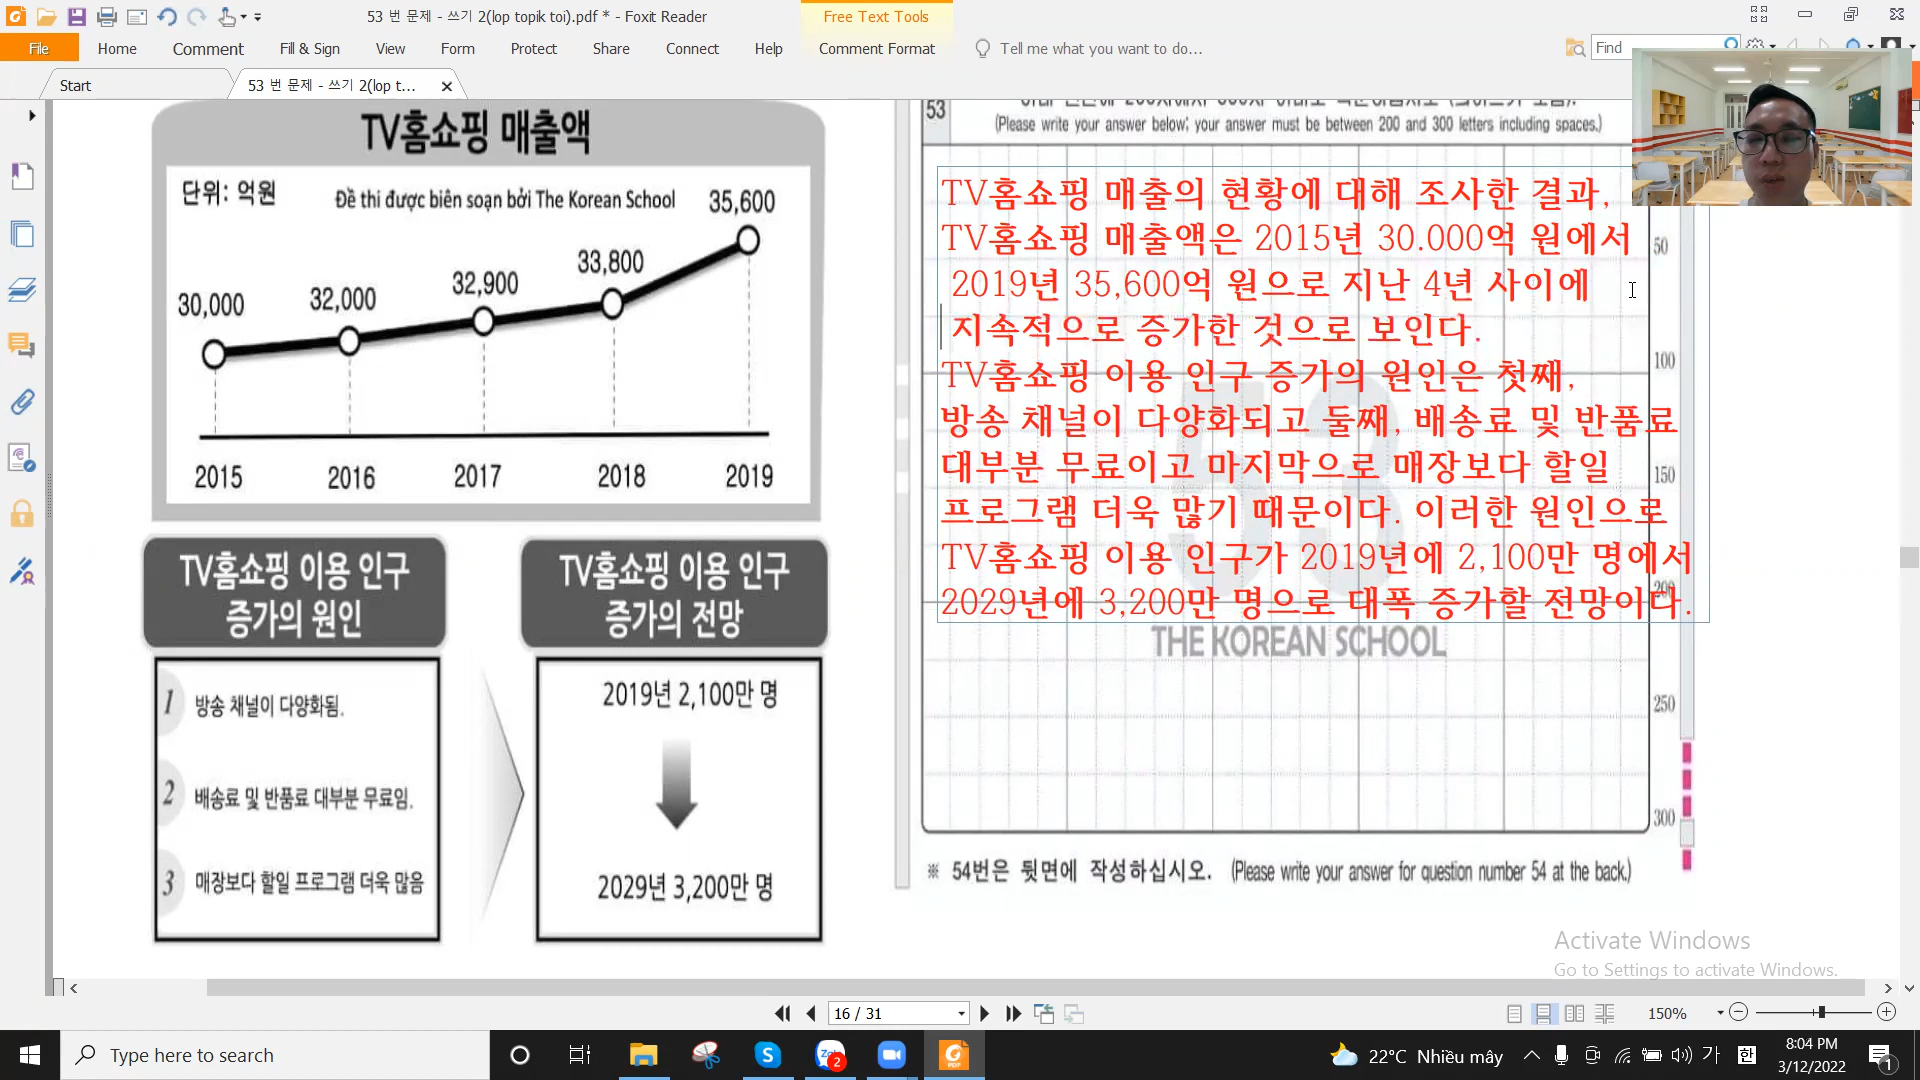 53 번 문제 - 쓰기 2(lop topik toi).pdf * - Foxit Reader
Free Text Tools
File Home Comment Fill & Sign View Form Protect Share Connect Help Comment Format Tell me what you want to do... Find
Start
53 번 문제 - 쓰기 2(lop t...
TV홈쇼핑 매출액
단위: 억원
Đề thi được biên soạn bởi The Korean School
35,600
33,800
32,900
32,000
30,000
2015 2016 2017 2018 2019
TV홈쇼핑 이용 인구
증가의 원인
1 방송 채널이 다양화됨.
2 배송료 및 반품료 대부분 무료임.
3 매장보다 할일 프로그램 더욱 많음
TV홈쇼핑 이용 인구
증가의 전망
2019년 2,100만 명
2029년 3,200만 명
53
(Please write your answer below; your answer must be between 200 and 300 letters including spaces.)
TV홈쇼핑 매출의 현황에 대해 조사한 결과,
TV홈쇼핑 매출액은 2015년 30.000억 원에서
2019년 35,600억 원으로 지난 4년 사이에
지속적으로 증가한 것으로 보인다.
TV홈쇼핑 이용 인구 증가의 원인은 첫째,
방송 채널이 다양화되고 둘째, 배송료 및 반품료
대부분 무료이고 마지막으로 매장보다 할일
프로그램 더욱 많기 때문이다. 이러한 원인으로
TV홈쇼핑 이용 인구가 2019년에 2,100만 명에서
2029년에 3,200만 명으로 대폭 증가할 전망이다.
50
100
150
200
250
300
53
THE KOREAN SCHOOL
※ 54번은 뒷면에 작성하십시오. (Please write your answer for question number 54 at the back.)
Activate Windows
Go to Settings to activate Windows.
16 / 31
150%
Type here to search
2
22°C Nhiều mây
가
한
8:04 PM
3/12/2022
1